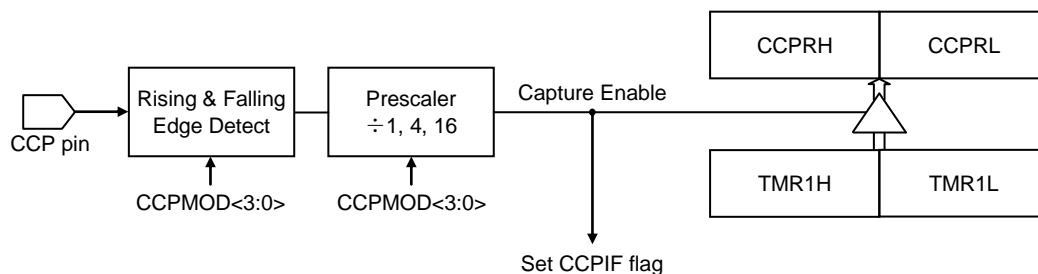 CCPRH
CCPRL
Rising & Falling
Edge Detect
Prescaler
÷1, 4, 16
Capture Enable
CCP pin
TMR1H
TMR1L
CCPMOD<3:0>
CCPMOD<3:0>
Set CCPIF flag